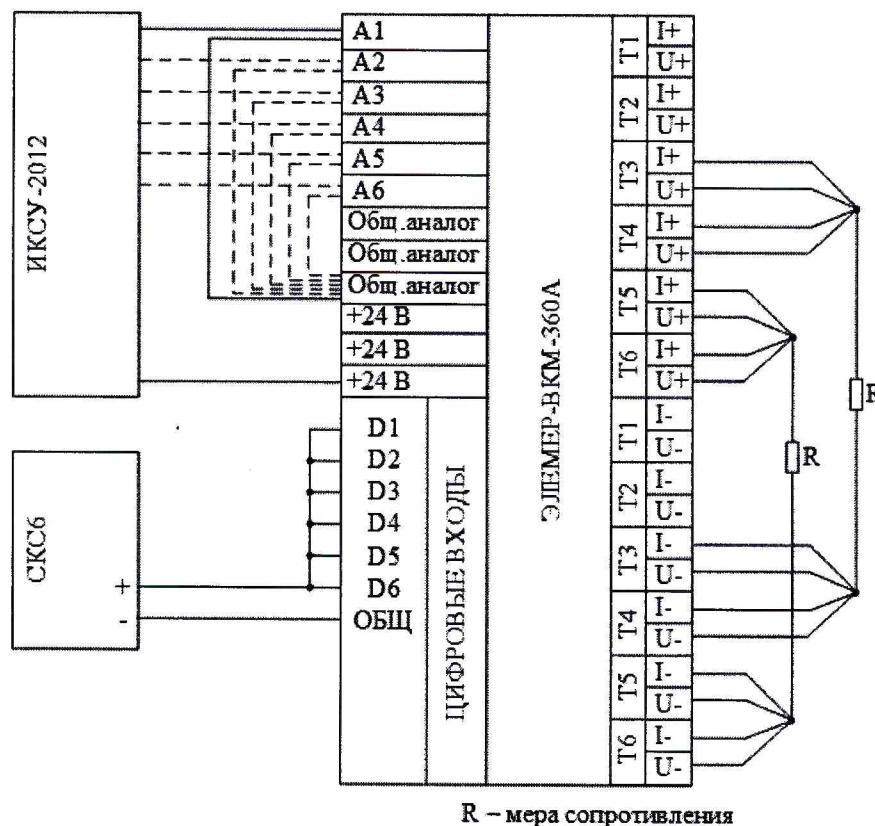 ИКСУ-2012
A1
A2
A3
A4
A5
A6
Общ.аналог
Общ.аналог
Общ.аналог
+24 В
+24 В
+24 В
СКС6
+
-
D1
D2
D3
D4
D5
D6
ОБЩ
ЦИФРОВЫЕ ВХОДЫ
ЭЛЕМЕР-ВКМ-360А
T1
I+
U+
T2
I+
U+
T3
I+
U+
T4
I+
U+
T5
I+
U+
T6
I+
U+
T1
I-
U-
T2
I-
U-
T3
I-
U-
T4
I-
U-
T5
I-
U-
T6
I-
U-
R
R
R – мера сопротивления